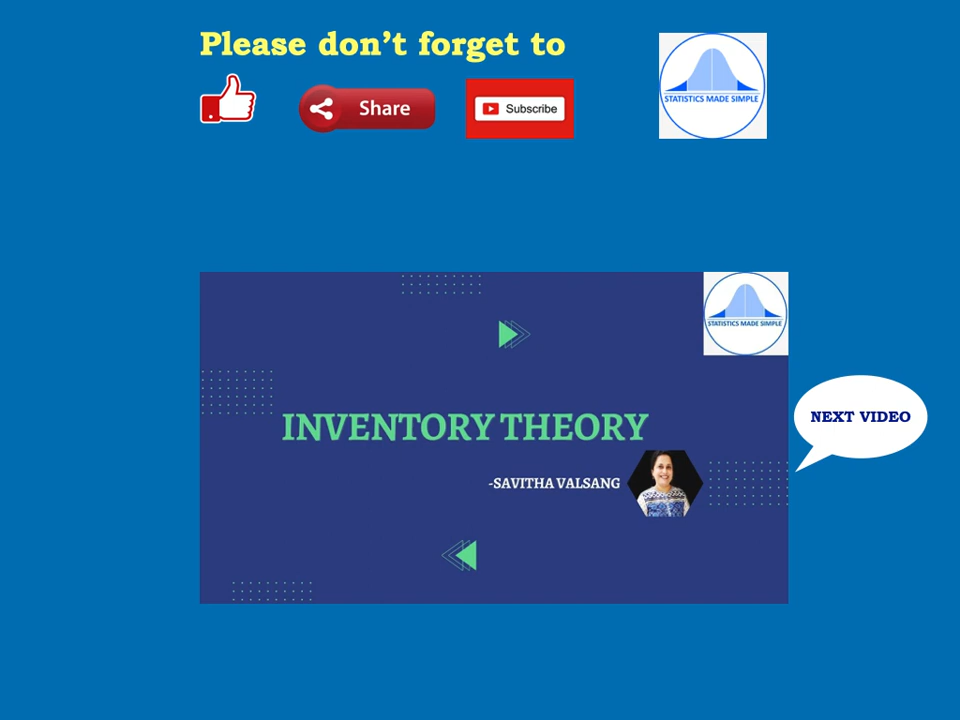 Please don't forget to
Share
Subscribe
STATISTICS MADE SIMPLE
STATISTICS MADE SIMPLE
INVENTORY THEORY
-SAVITHA VALSANG
NEXT VIDEO